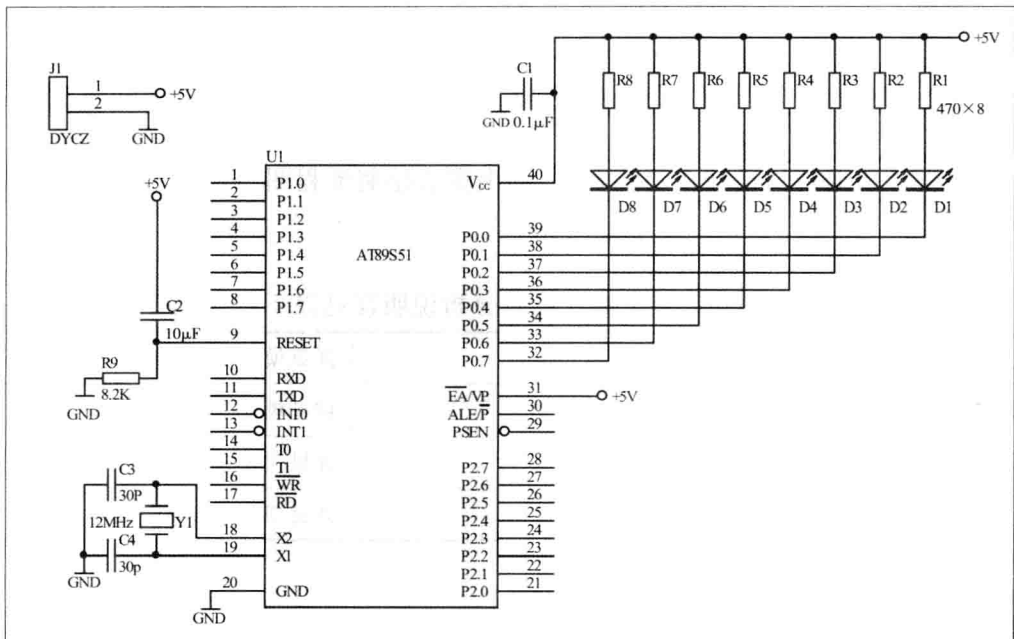 J1
1
2
+5V
DYCZ
GND
+5V
C2
10μF
R9
8.2K
GND
C3
30P
12MHz
Y1
C4
30p
GND
GND
C1
GND
0.1μF
+5V
R8
R7
R6
R5
R4
R3
R2
R1
470×8
D8
D7
D6
D5
D4
D3
D2
D1
U1
AT89S51
1 P1.0
2 P1.1
3 P1.2
4 P1.3
5 P1.4
6 P1.5
7 P1.6
8 P1.7
9 RESET
10 RXD
11 TXD
12 INT0
13 INT1
14 T0
15 T1
16 WR
17 RD
18 X2
19 X1
20 GND
VCC 40
P0.0 39
P0.1 38
P0.2 37
P0.3 36
P0.4 35
P0.5 34
P0.6 33
P0.7 32
EA/VP 31
+5V
ALE/P 30
PSEN 29
P2.7 28
P2.6 27
P2.5 26
P2.4 25
P2.3 24
P2.2 23
P2.1 22
P2.0 21